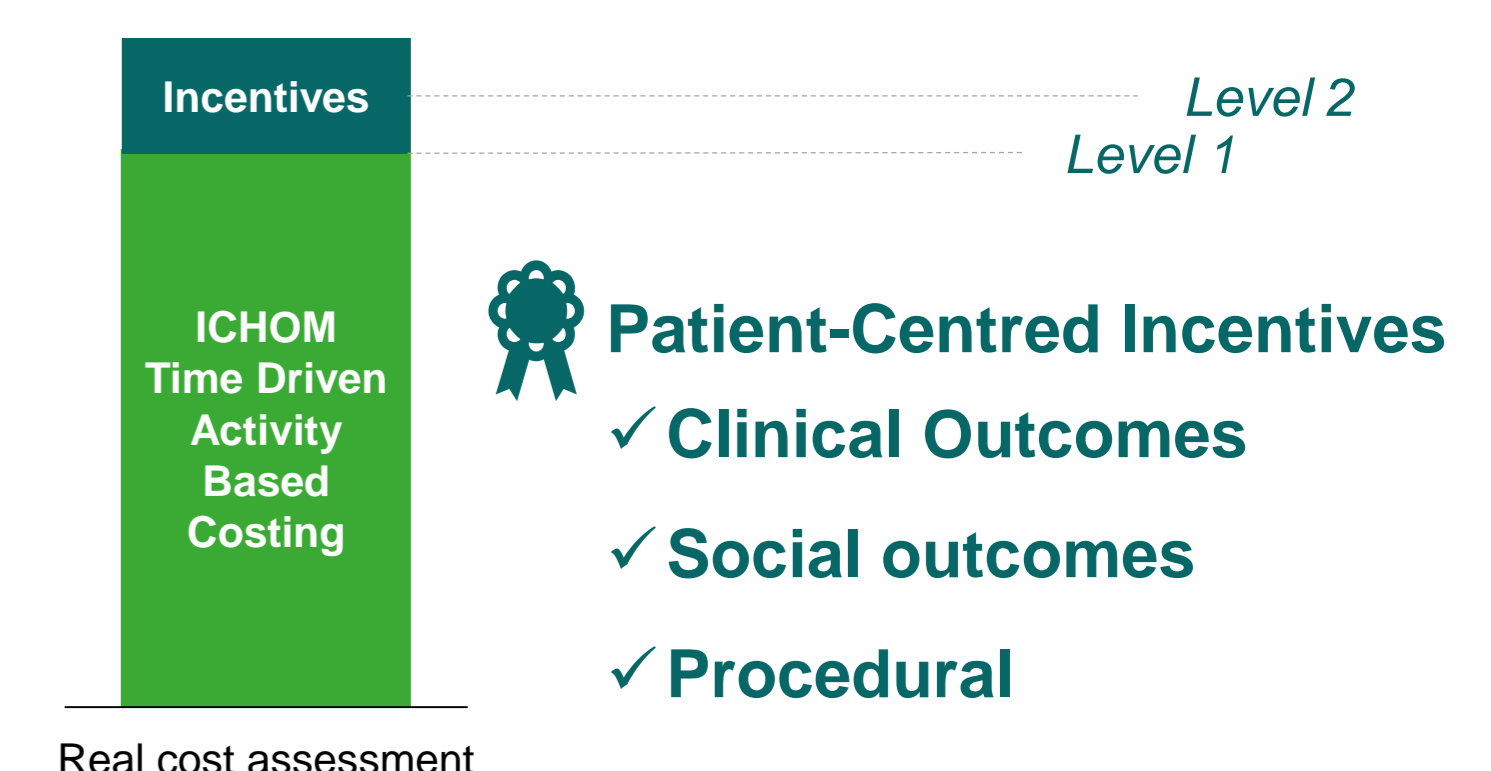 Incentives
Level 2
Level 1
ICHOM
Time Driven
Activity
Based
Costing
Patient-Centred Incentives
✓ Clinical Outcomes
✓ Social outcomes
✓ Procedural
Real cost assessment